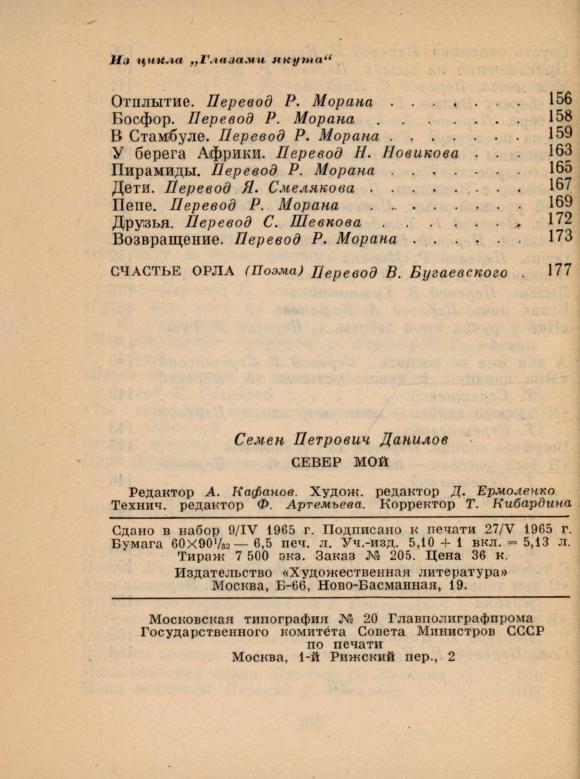 Из цикла „Глазами якута“
Отплытие. Перевод Р. Морана . . . . . . . 156
Босфор. Перевод Р. Морана . . . . . . . 158
В Стамбуле. Перевод Р. Морана . . . . . . 159
У берега Африки. Перевод Н. Новикова . . . 163
Пирамиды. Перевод Р. Морана . . . . . . 165
Дети. Перевод Я. Смелякова . . . . . . . 167
Пепе. Перевод Р. Морана . . . . . . . 169
Друзья. Перевод С. Шевкова . . . . . . . 172
Возвращение. Перевод Р. Морана . . . . . 173
СЧАСТЬЕ ОРЛА (Поэма) Перевод В. Бугаевского . 177
Семен Петрович Данилов
СЕВЕР МОЙ
Редактор А. Кафанов. Худож. редактор Д. Ермоленко
Технич. редактор Ф. Артемьева. Корректор Т. Кибардина
Сдано в набор 9/IV 1965 г. Подписано к печати 27/V 1965 г.
Бумага 60×90¹/₃₂ — 6,5 печ. л. Уч.-изд. 5,10 + 1 вкл. = 5,13 л.
Тираж 7 500 экз. Заказ № 205. Цена 36 к.
Издательство «Художественная литература»
Москва, Б-66, Ново-Басманная, 19.
Московская типография № 20 Главполиграфпрома
Государственного комитета Совета Министров СССР
по печати
Москва, 1-й Рижский пер., 2